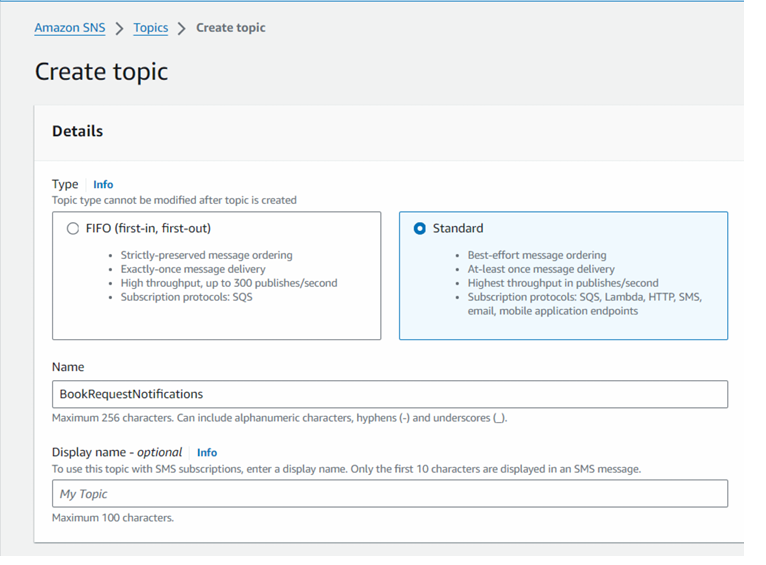 Amazon SNS > Topics > Create topic
Create topic
Details
Type Info
Topic type cannot be modified after topic is created
FIFO (first-in, first-out)
• Strictly-preserved message ordering
• Exactly-once message delivery
• High throughput, up to 300 publishes/second
• Subscription protocols: SQS
Standard
• Best-effort message ordering
• At-least once message delivery
• Highest throughput in publishes/second
• Subscription protocols: SQS, Lambda, HTTP, SMS,
email, mobile application endpoints
Name
BookRequestNotifications
Maximum 256 characters. Can include alphanumeric characters, hyphens (-) and underscores (_).
Display name - optional Info
To use this topic with SMS subscriptions, enter a display name. Only the first 10 characters are displayed in an SMS message.
My Topic
Maximum 100 characters.